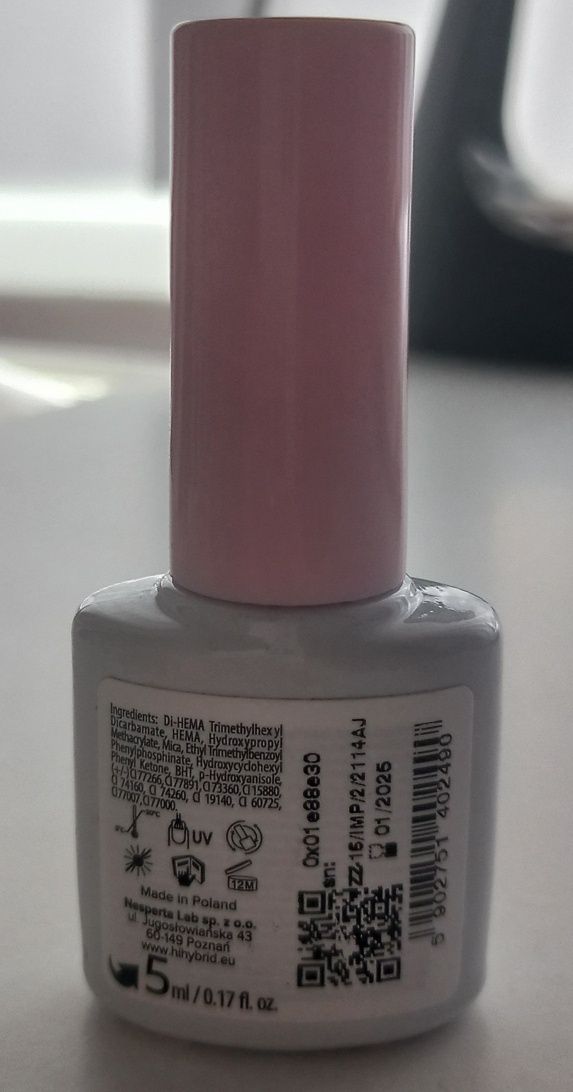 Ingredients: Di-HEMA Trimethylhexyl
Dicarbamate, HEMA, Hydroxypropyl
Methacrylate, Mica, Ethyl Trimethylbenzoyl
Phenylphosphinate, Hydroxycyclohexyl
Phenyl Ketone, BHT, p-Hydroxyanisole,
(+/-)CI77266,CI77891,CI73360,CI15880,
CI 74160, CI 74260, CI 19140, CI 60725,
CI77007,CI77000.
UV
12M
Made in Poland
Nesperta Lab sp. z o.o.
ul. Jugosłowiańska 43
60-149 Poznań
www.hihybrid.eu
5ml / 0.17 fl. oz.
0x01e88e30
sn:
ZZ-15/IMP/2/2114AJ
01/2025
5 902751 402490